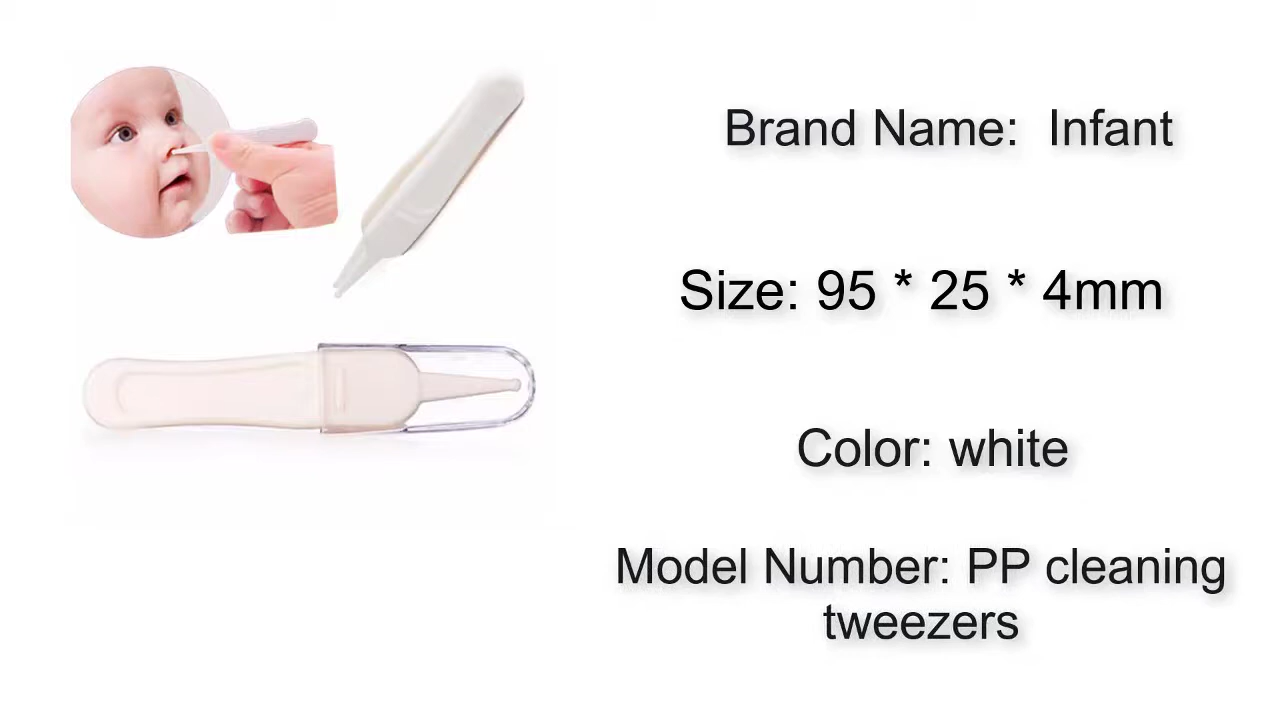 Brand Name:  Infant
Size: 95 * 25 * 4mm
Color: white
Model Number: PP cleaning
tweezers